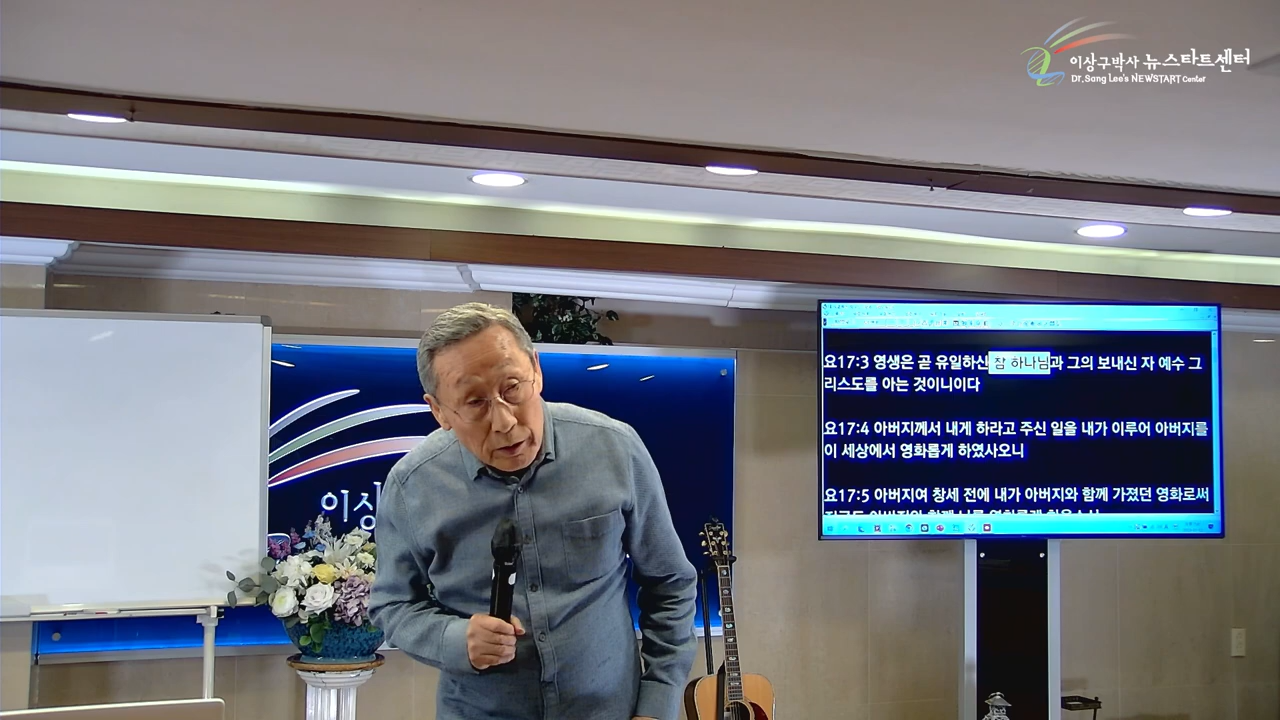 이상구박사 뉴스타트센터
Dr. Sang Lee's NEWSTART Center
요17:3 영생은 곧 유일하신 참 하나님과 그의 보내신 자 예수 그
리스도를 아는 것이니이다
요17:4 아버지께서 내게 하라고 주신 일을 내가 이루어 아버지를
이 세상에서 영화롭게 하였사오니
요17:5 아버지여 창세 전에 내가 아버지와 함께 가졌던 영화로써
이상